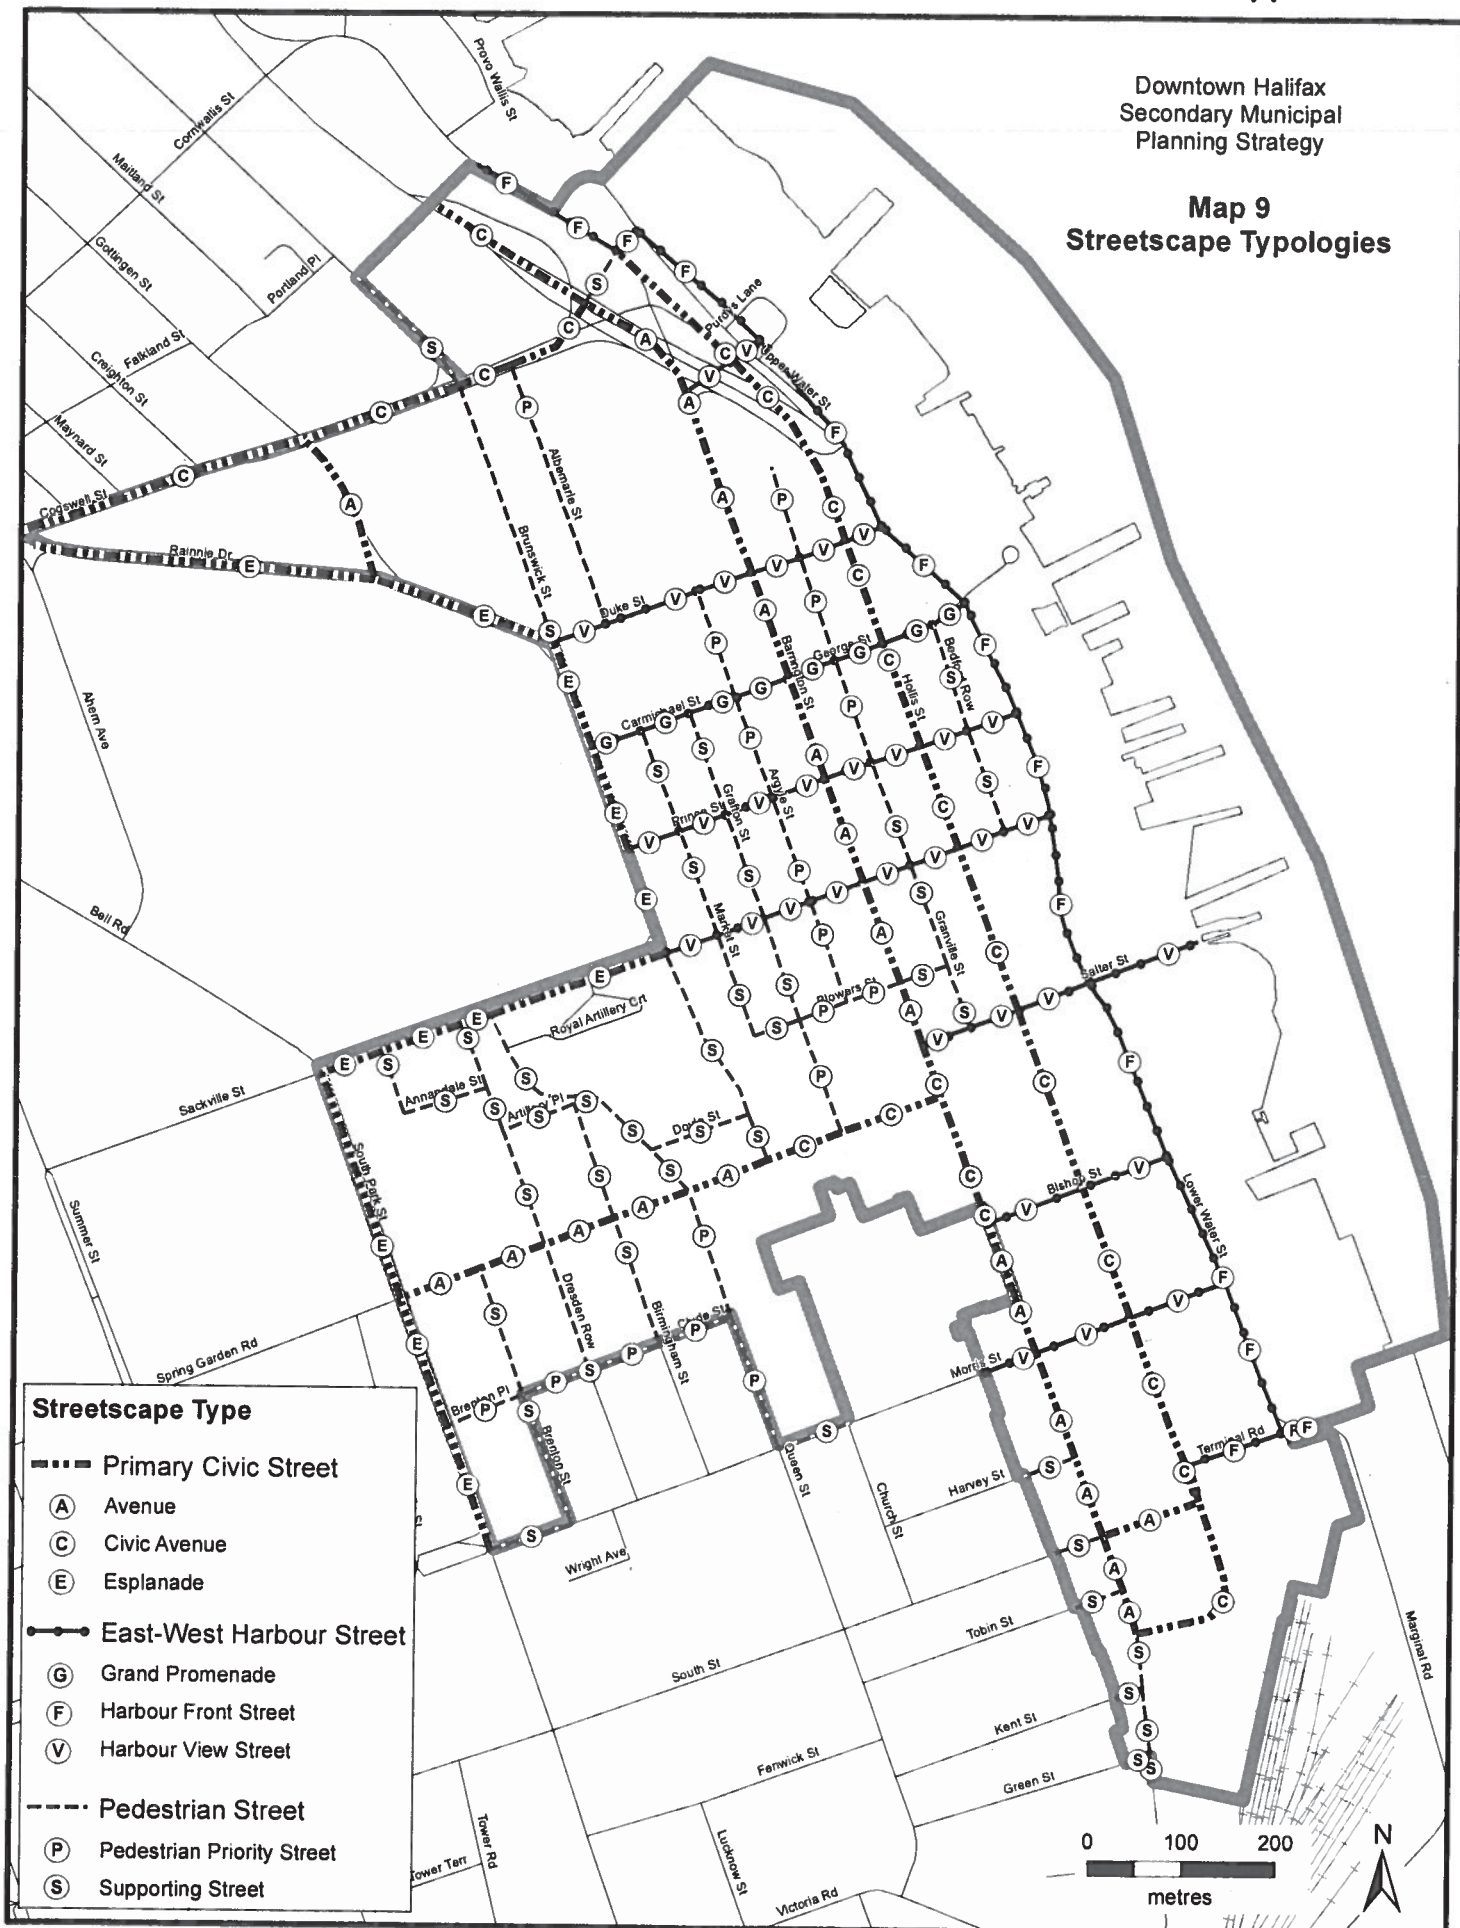 Downtown Halifax
Secondary Municipal
Planning Strategy
Map 9
Streetscape Typologies
Provo Wallis St
Cornwallis St
Maitland St
Gottingen St
Portland Pl
Falkland St
Creighton St
Maynard St
Cogswell St
Rainnie Dr
Purdys Lane
Upper Water St
Albemarle St
Brunswick St
Duke St
Barrington St
George St
Bedford Row
Hollis St
Carmichael St
Ahern Ave
Argyle St
Grafton St
Prince St
Bell Rd
Market St
Granville St
Salter St
Blowers St
Royal Artillery Crt
Sackville St
Annandale St
Artillery Pl
Doyle St
South Park St
Summer St
Bishop St
Lower Water St
Dresden Row
Birmingham St
Clyde St
Spring Garden Rd
Morris St
Brenton Pl
Brenton St
Queen St
Church St
Harvey St
Terminal Rd
Wright Ave
Tobin St
South St
Kent St
Fenwick St
Green St
Marginal Rd
Tower Rd
Tower Terr
Lucknow St
Victoria Rd
Streetscape Type
Primary Civic Street
A Avenue
C Civic Avenue
E Esplanade
East-West Harbour Street
G Grand Promenade
F Harbour Front Street
V Harbour View Street
Pedestrian Street
P Pedestrian Priority Street
S Supporting Street
0 100 200
metres
N